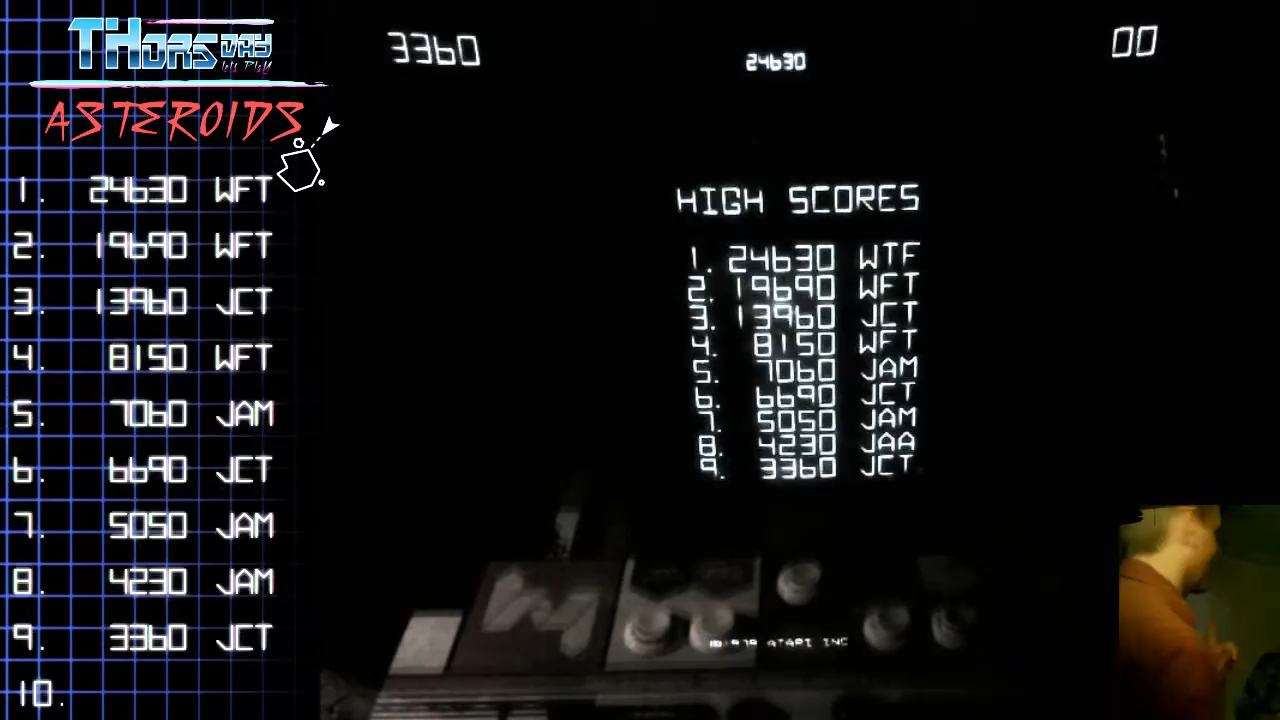 THORSDAY
Let's Play
ASTEROIDS
1. 24630 WFT
2. 19690 WFT
3. 13960 JCT
4. 8150 WFT
5. 7060 JAM
6. 6690 JCT
7. 5050 JAM
8. 4230 JAM
9. 3360 JCT
10.
3360
24630
00
HIGH SCORES
1. 24630 WTF
2. 19690 WFT
3. 13960 JCT
4. 8150 WFT
5. 7060 JAM
6. 6690 JCT
7. 5050 JAM
8. 4230 JAA
9. 3360 JCT
1979 ATARI INC